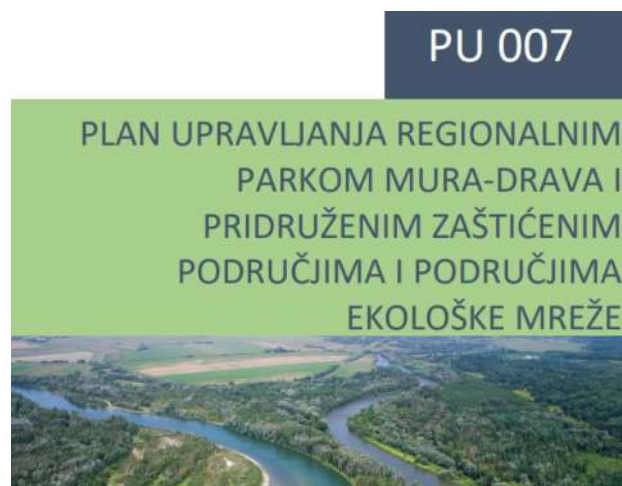 PU 007
PLAN UPRAVLJANJA REGIONALNIM
PARKOM MURA-DRAVA I
PRIDRUŽENIM ZAŠTIĆENIM
PODRUČJIMA I PODRUČJIMA
EKOLOŠKE MREŽE